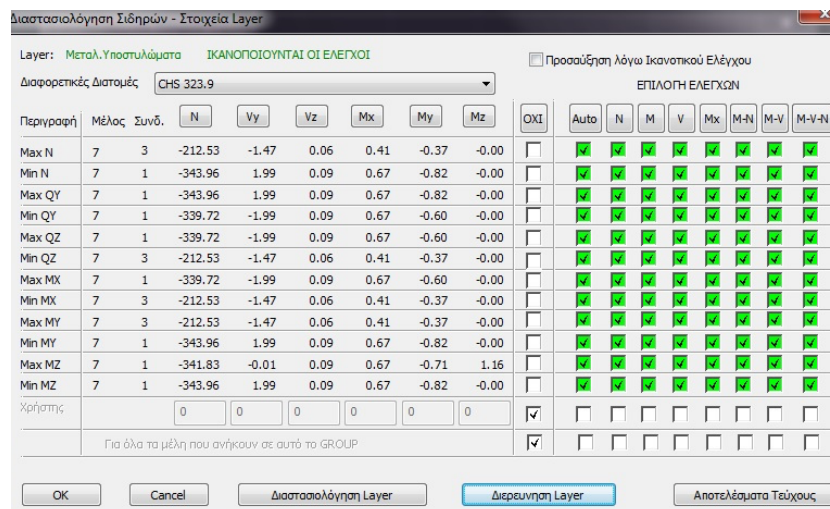 Διαστασιολόγηση Σιδηρών - Στοιχεία Layer
Layer: Μεταλ.Υποστυλώματα ΙΚΑΝΟΠΟΙΟΥΝΤΑΙ ΟΙ ΕΛΕΓΧΟΙ
Προσαύξηση λόγω Ικανοτικού Ελέγχου
Διαφορετικές Διατομές CHS 323.9
ΕΠΙΛΟΓΗ ΕΛΕΓΧΩΝ
Περιγραφή Μέλος Συνδ. N Vy Vz Mx My Mz ΟΧΙ Auto N M V Mx M-N M-V M-V-N
Max N 7 3 -212.53 -1.47 0.06 0.41 -0.37 -0.00
Min N 7 1 -343.96 1.99 0.09 0.67 -0.82 -0.00
Max QY 7 1 -343.96 1.99 0.09 0.67 -0.82 -0.00
Min QY 7 1 -339.72 -1.99 0.09 0.67 -0.60 -0.00
Max QZ 7 1 -339.72 -1.99 0.09 0.67 -0.60 -0.00
Min QZ 7 3 -212.53 -1.47 0.06 0.41 -0.37 -0.00
Max MX 7 1 -339.72 -1.99 0.09 0.67 -0.60 -0.00
Min MX 7 3 -212.53 -1.47 0.06 0.41 -0.37 -0.00
Max MY 7 3 -212.53 -1.47 0.06 0.41 -0.37 -0.00
Min MY 7 1 -343.96 1.99 0.09 0.67 -0.82 -0.00
Max MZ 7 1 -341.83 -0.01 0.09 0.67 -0.71 1.16
Min MZ 7 1 -343.96 1.99 0.09 0.67 -0.82 -0.00
Χρήστης 0 0 0 0 0 0
Για όλα τα μέλη που ανήκουν σε αυτό το GROUP
OK Cancel Διαστασιολόγηση Layer Διερευνηση Layer Αποτελέσματα Τεύχους